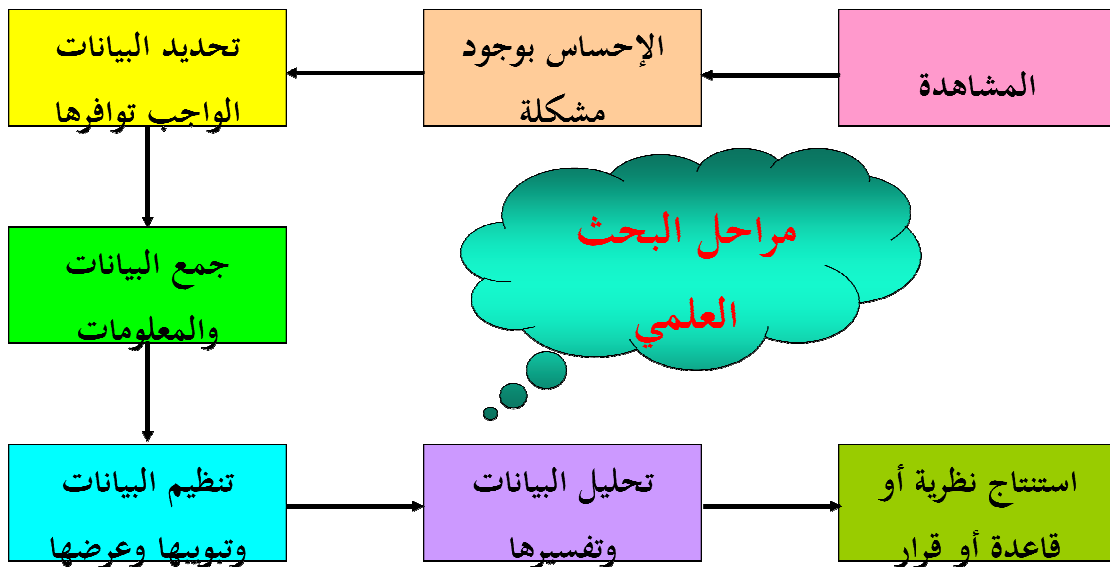 المشاهدة
الإحساس بوجود
مشكلة
تحديد البيانات
الواجب توافرها
مراحل البحث
العلمي
جمع البيانات
والمعلومات
تنظيم البيانات
وتبويبها وعرضها
تحليل البيانات
وتفسيرها
استنتاج نظرية أو
قاعدة أو قرار